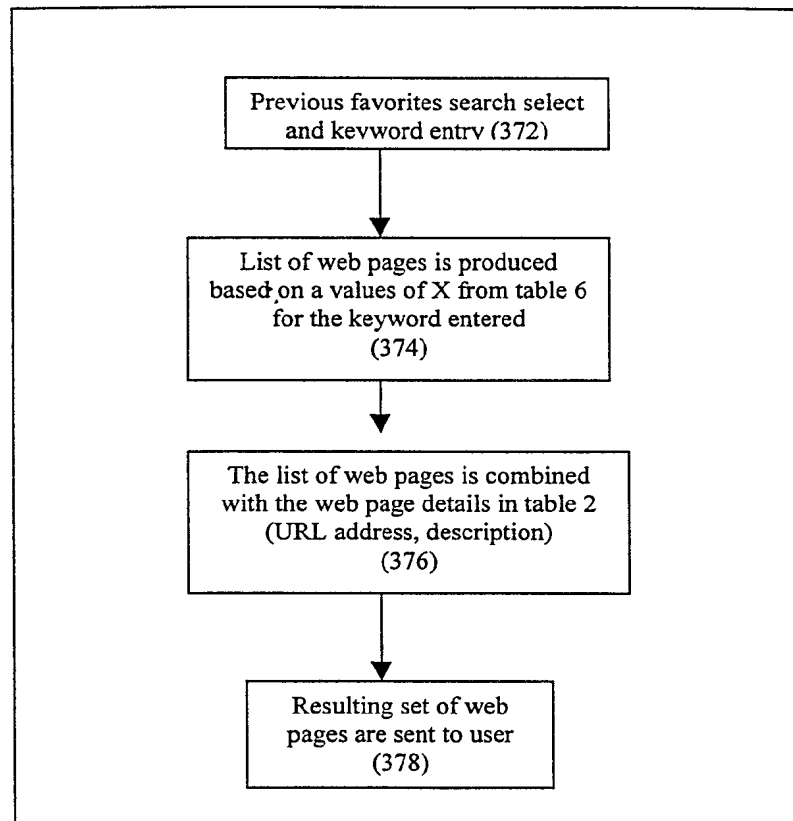 Previous favorites search select
and keyword entry (372)
List of web pages is produced
based on a values of X from table 6
for the keyword entered
(374)
The list of web pages is combined
with the web page details in table 2
(URL address, description)
(376)
Resulting set of web
pages are sent to user
(378)